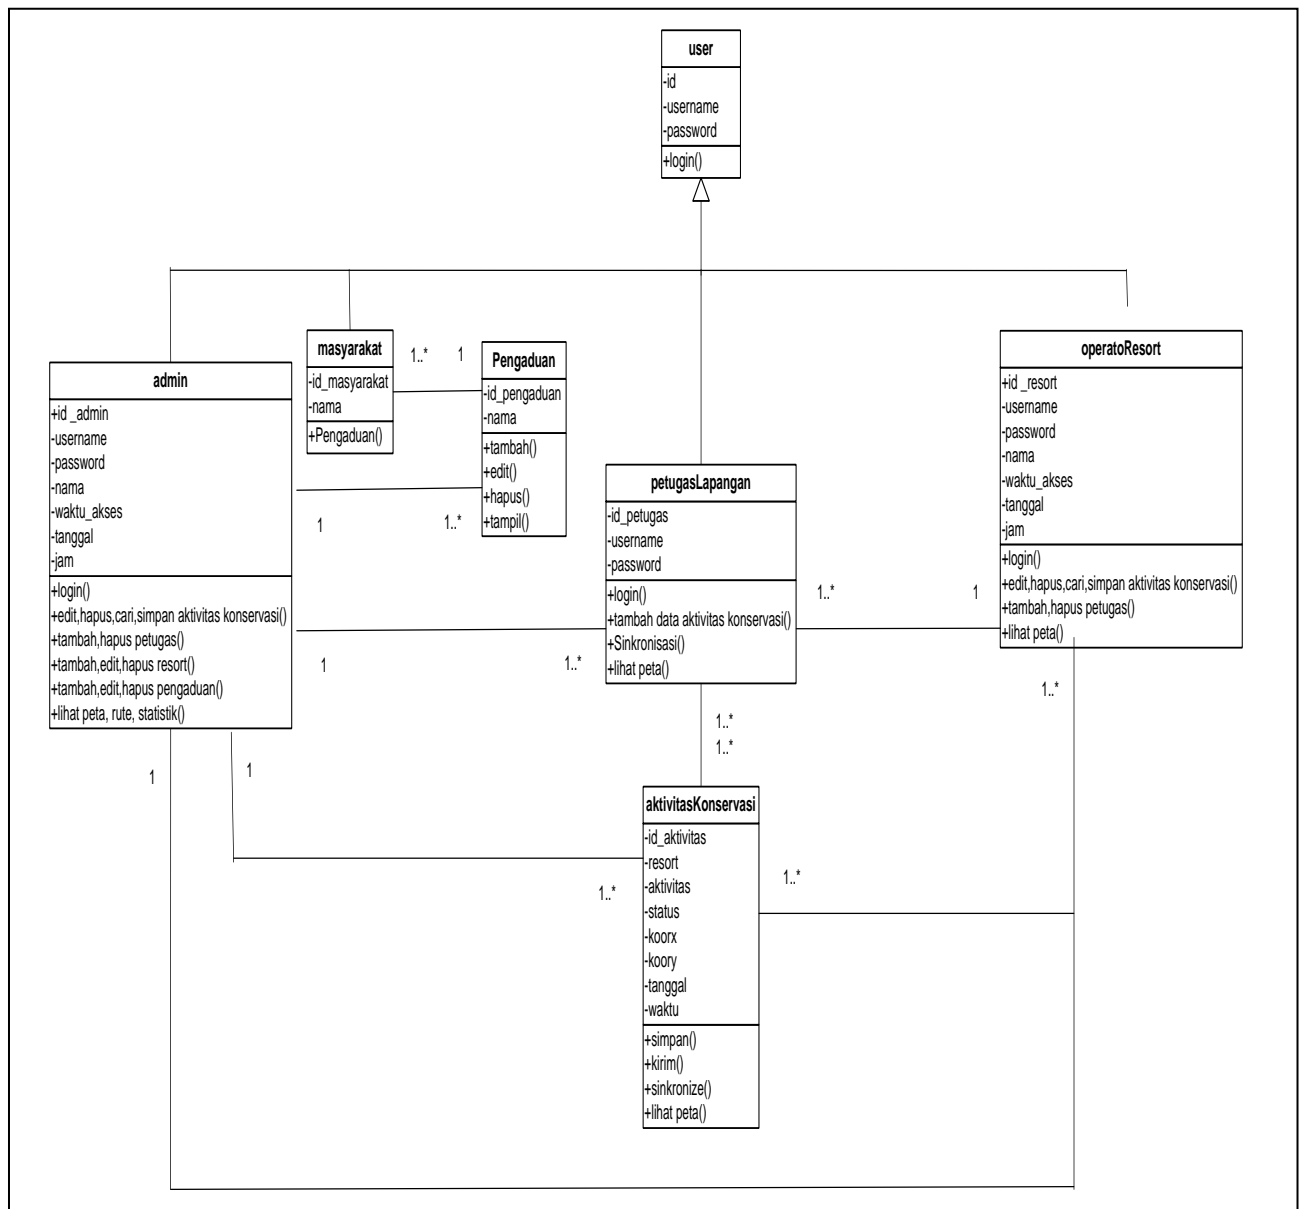 user
-id
-username
-password
+login()
masyarakat
-id_masyarakat
-nama
+Pengaduan()
1..*
1
Pengaduan
-id_pengaduan
-nama
+tambah()
+edit()
+hapus()
+tampil()
operatoResort
+id _resort
-username
-password
-nama
-waktu_akses
-tanggal
-jam
+login()
+edit,hapus,cari,simpan aktivitas konservasi()
+tambah,hapus petugas()
+lihat peta()
admin
+id _admin
-username
-password
-nama
-waktu_akses
-tanggal
-jam
+login()
+edit,hapus,cari,simpan aktivitas konservasi()
+tambah,hapus petugas()
+tambah,edit,hapus resort()
+tambah,edit,hapus pengaduan()
+lihat peta, rute, statistik()
1
1..*
petugasLapangan
-id_petugas
-username
-password
+login()
+tambah data aktivitas konservasi()
+Sinkronisasi()
+lihat peta()
1..*
1
1
1..*
1..*
1..*
1..*
1
1
aktivitasKonservasi
-id_aktivitas
-resort
-aktivitas
-status
-koorx
-koory
-tanggal
-waktu
+simpan()
+kirim()
+sinkronize()
+lihat peta()
1..*
1..*